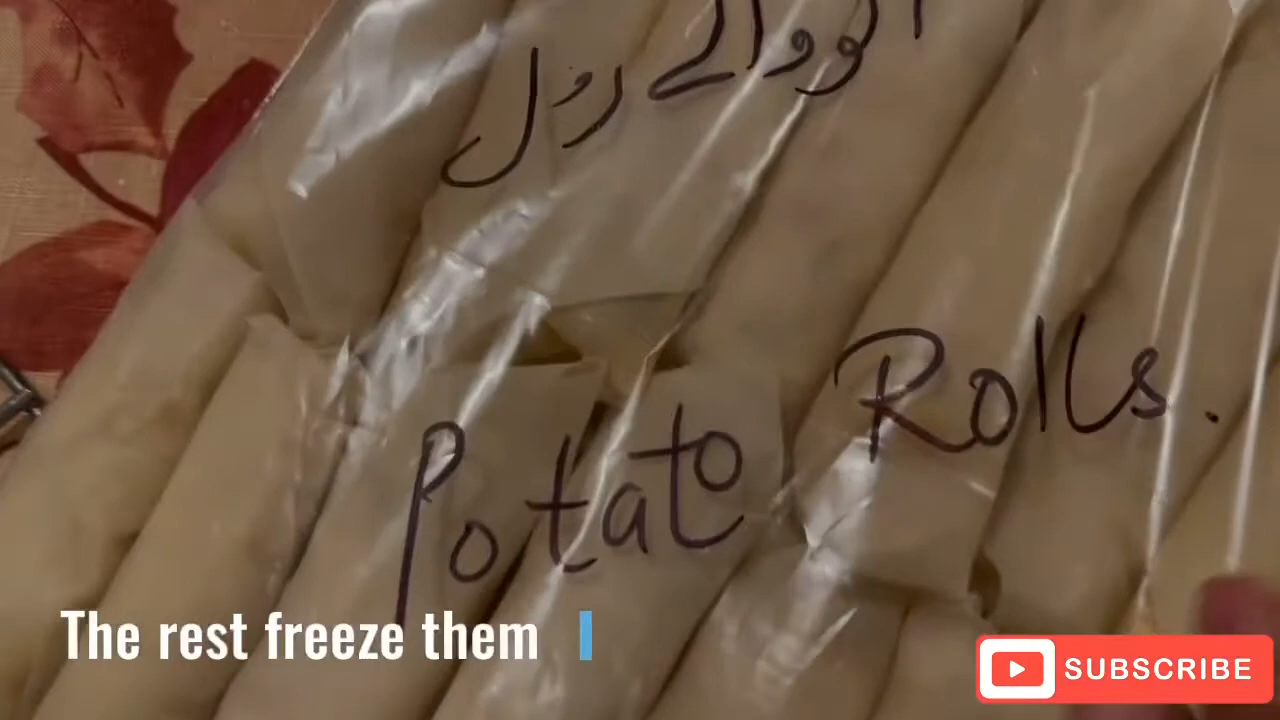 آلو والے رول
Potato Rolls.
The rest freeze them
SUBSCRIBE